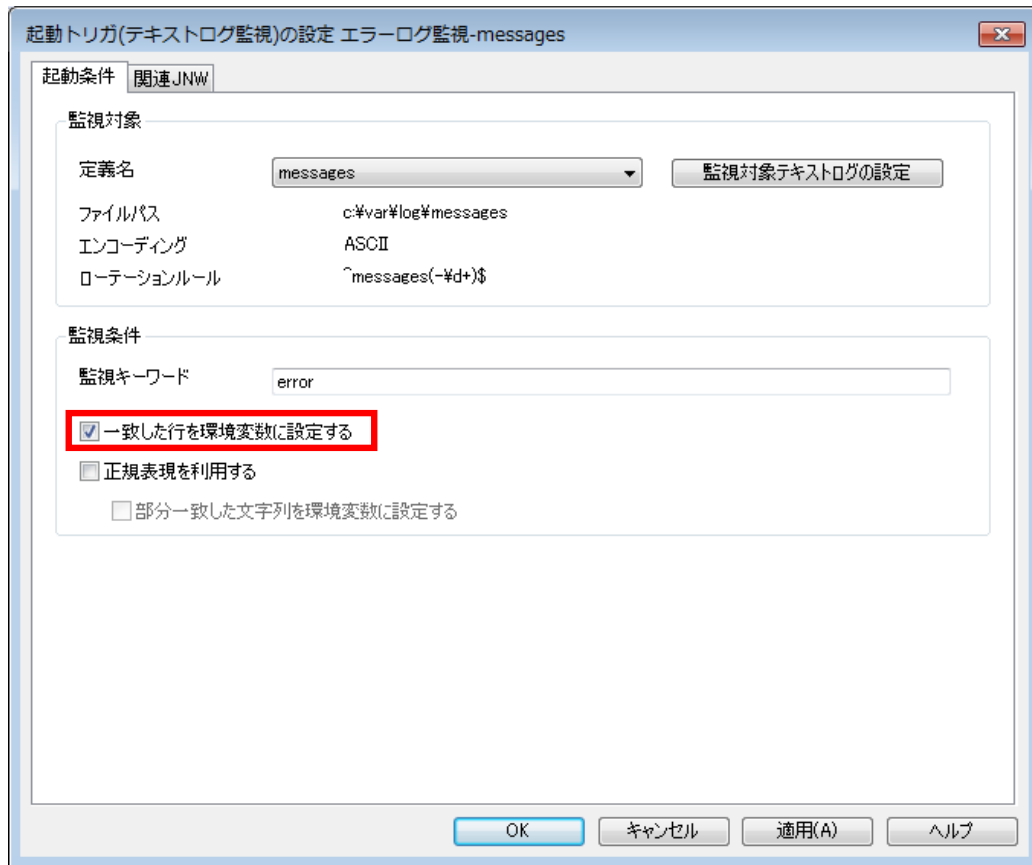 起動トリガ(テキストログ監視)の設定 エラーログ監視-messages
起動条件 関連JNW
監視対象
定義名 messages 監視対象テキストログの設定
ファイルパス c:¥var¥log¥messages
エンコーディング ASCII
ローテーションルール ^messages(-¥d+)$
監視条件
監視キーワード error
一致した行を環境変数に設定する
正規表現を利用する
部分一致した文字列を環境変数に設定する
OK キャンセル 適用(A) ヘルプ